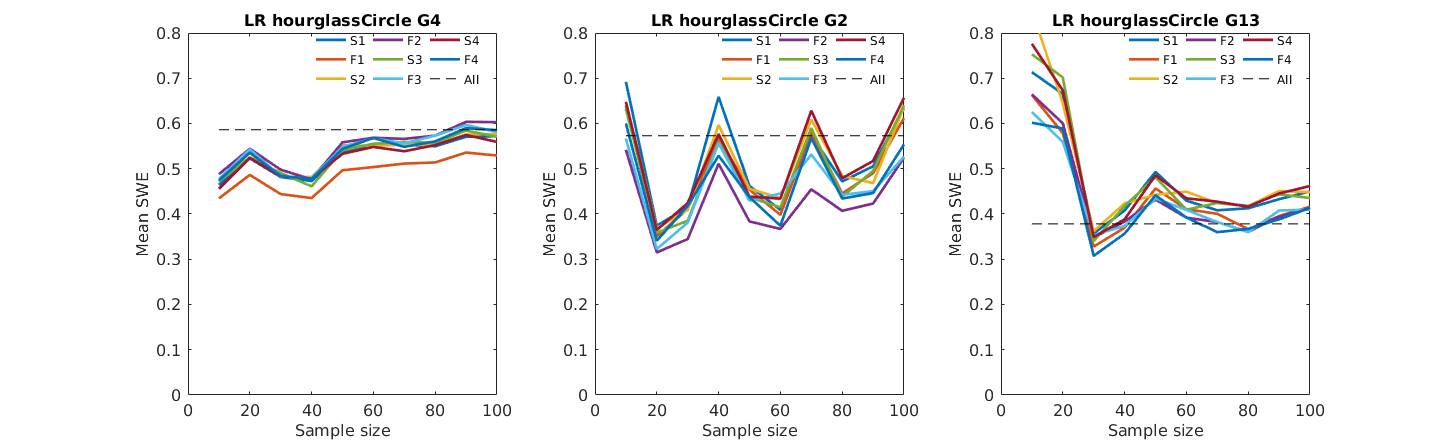 LR hourglassCircle G4
0.8
0.7
0.6
0.5
0.4
0.3
0.2
0.1
0
Mean SWE
S1 F2 S4
F1 S3 F4
S2 F3 All
0 20 40 60 80 100
Sample size
LR hourglassCircle G2
0.8
0.7
0.6
0.5
0.4
0.3
0.2
0.1
0
Mean SWE
S1 F2 S4
F1 S3 F4
S2 F3 All
0 20 40 60 80 100
Sample size
LR hourglassCircle G13
0.8
0.7
0.6
0.5
0.4
0.3
0.2
0.1
0
Mean SWE
S1 F2 S4
F1 S3 F4
S2 F3 All
0 20 40 60 80 100
Sample size